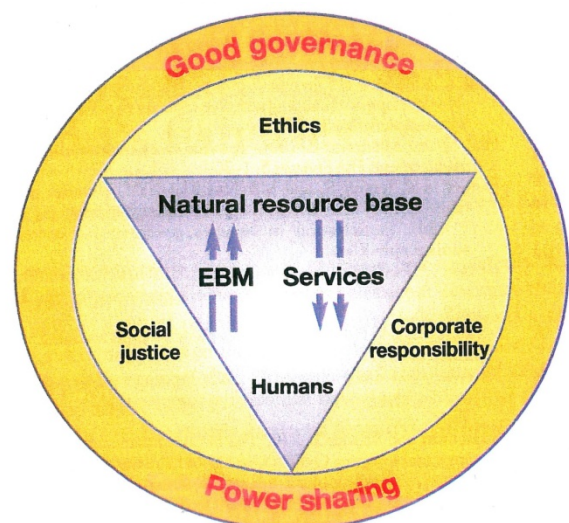 Good governance
Ethics
Natural resource base
EBM Services
Social
justice
Corporate
responsibility
Humans
Power sharing